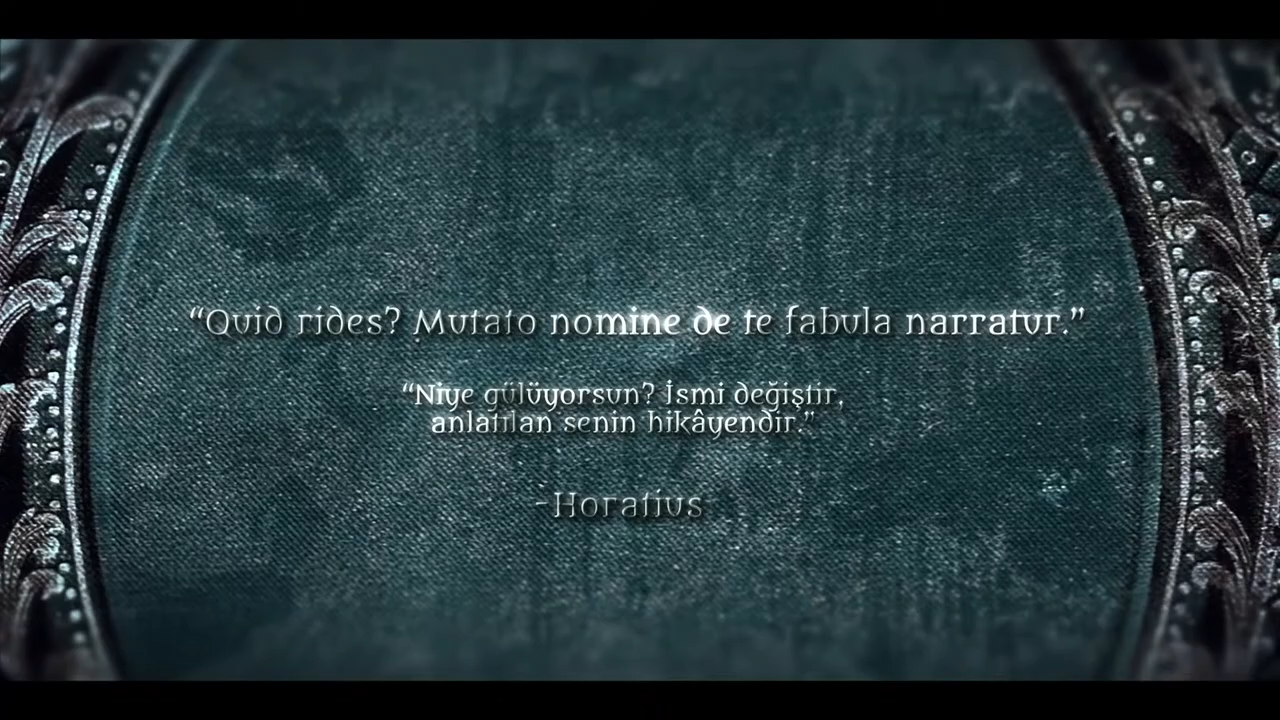 “Quid rides? Mutato nomine de te fabula narratur.”
“Niye gülüyorsun? İsmi değiştir,
anlatılan senin hikâyendir.”
-Horatius